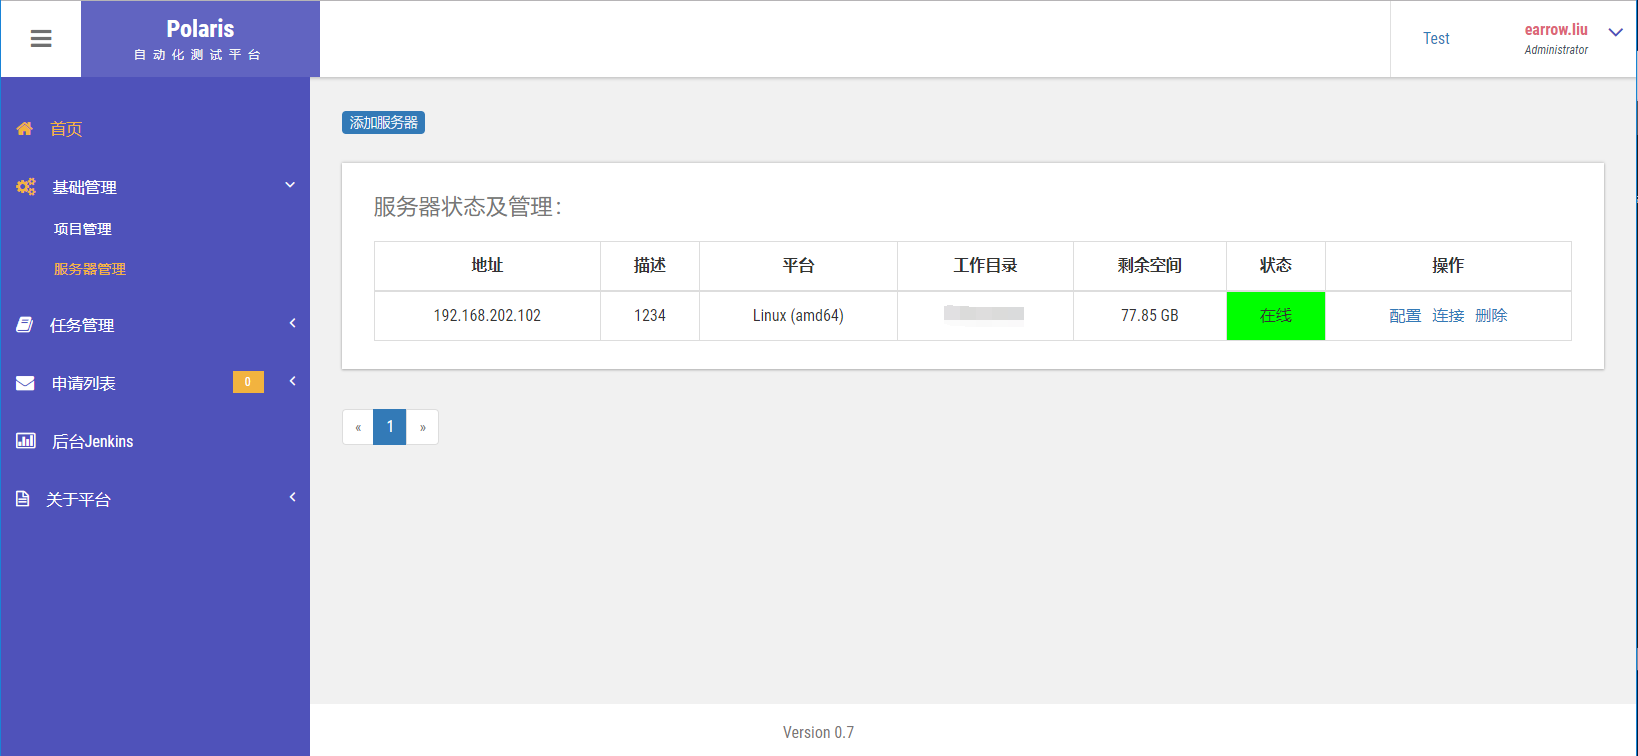 Polaris
自动化测试平台
Test
earrow.liu
Administrator
首页
基础管理
项目管理
服务器管理
任务管理
申请列表 0
后台Jenkins
关于平台
添加服务器
服务器状态及管理：
地址 描述 平台 工作目录 剩余空间 状态 操作
192.168.202.102 1234 Linux (amd64) 77.85 GB 在线 配置 连接 删除
« 1 »
Version 0.7